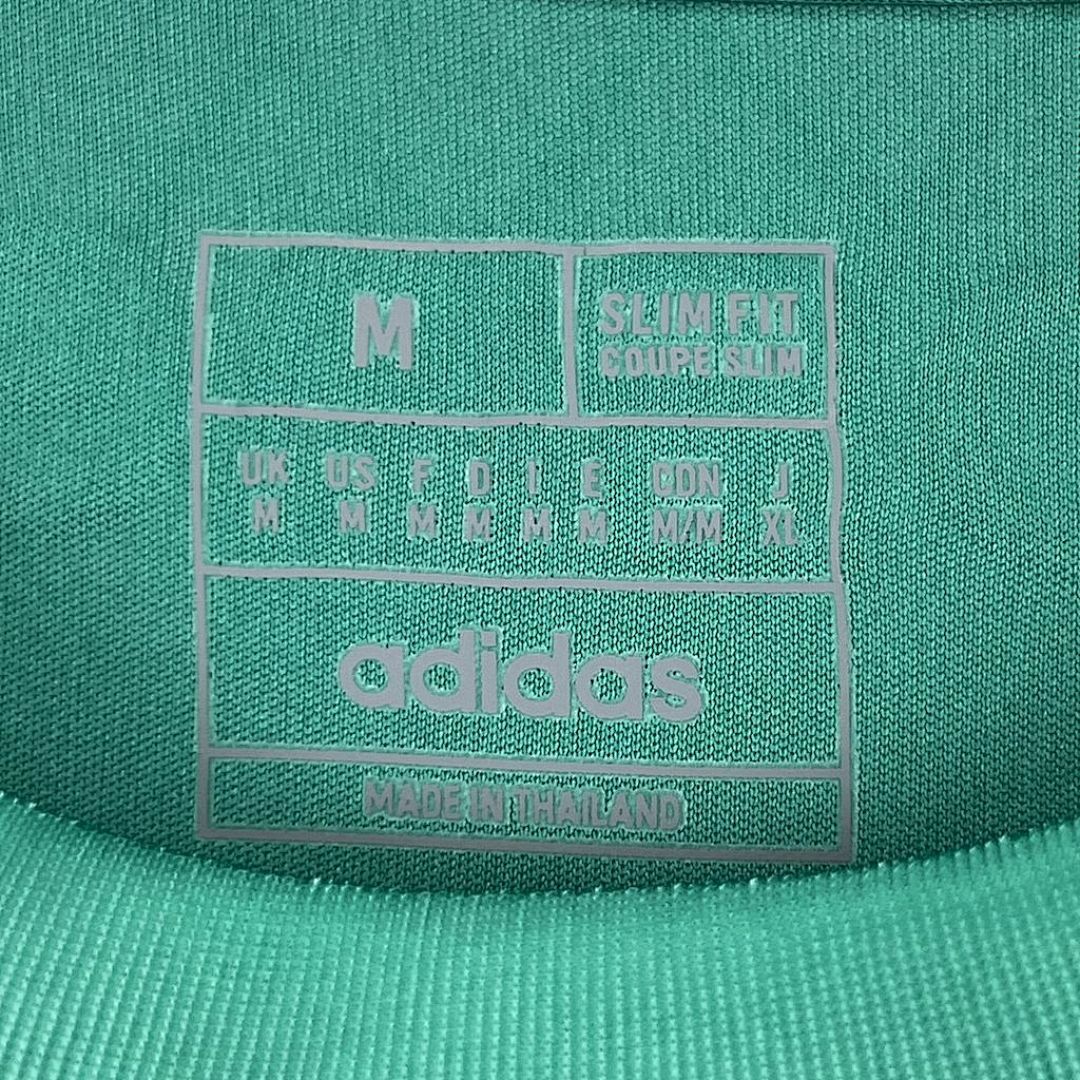 M
SLIM FIT
COUPE SLIM
UK US F D I E CDN J
M M M M M M M/M XL
adidas
MADE IN THAILAND